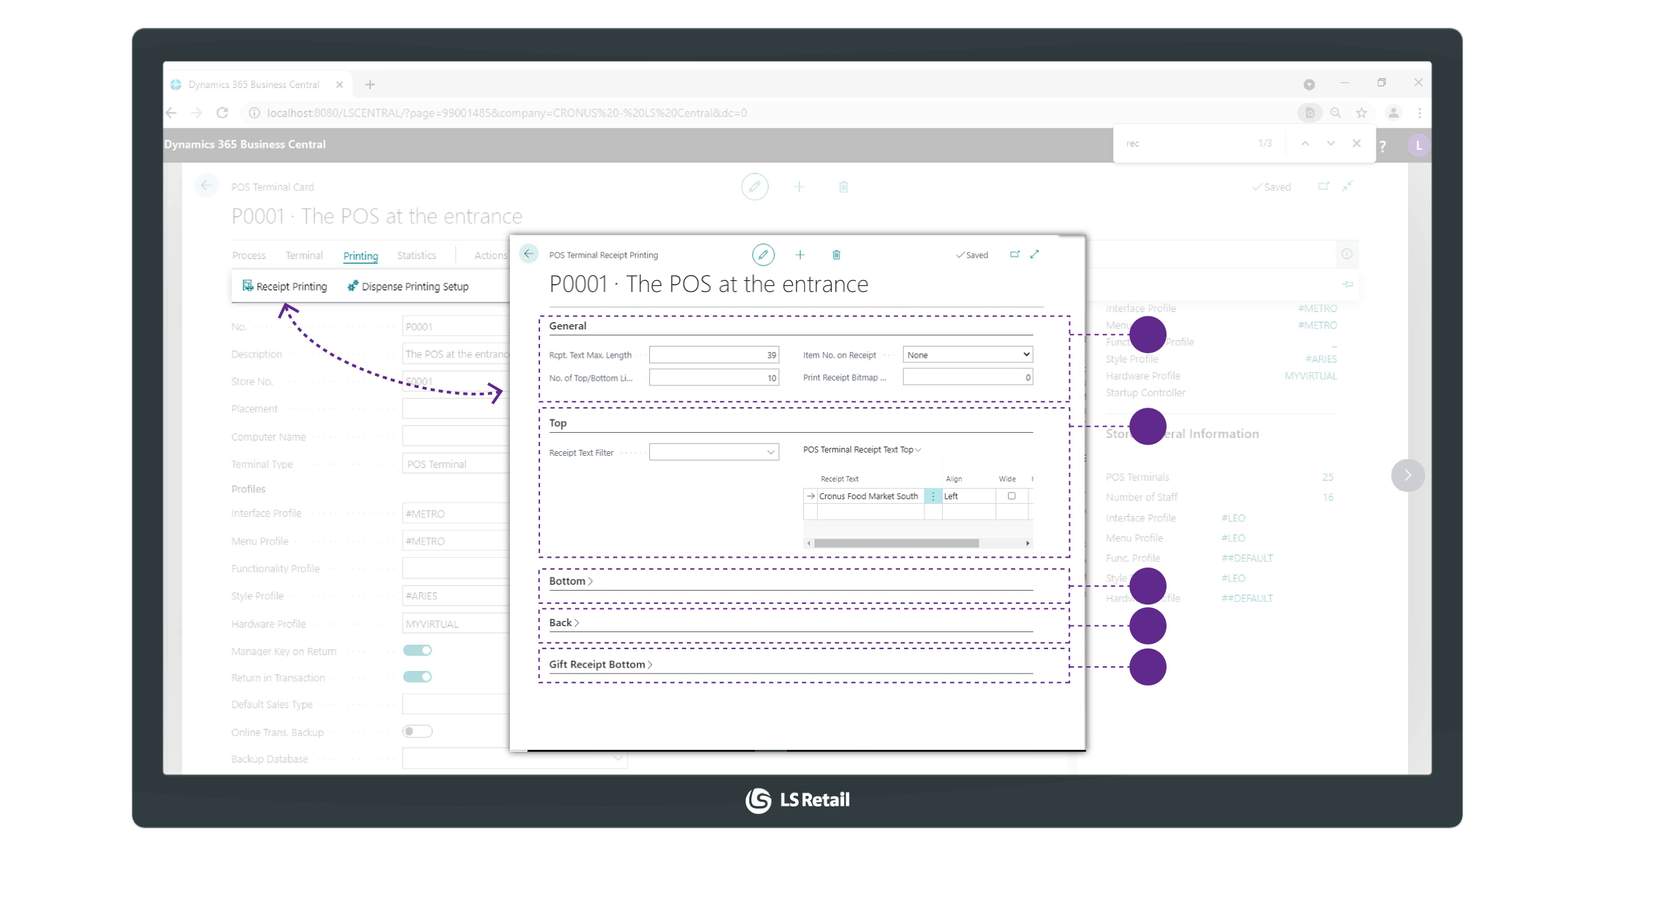 Dynamics 365 Business Central
localhost:8080/LSCENTRAL/?page=99001485&company=CRONUS%20-%20LS%20Central&dc=0
Dynamics 365 Business Central
rec 1/3
? L
POS Terminal Card
Saved
P0001 · The POS at the entrance
Process Terminal Printing Statistics Actions
Receipt Printing Dispense Printing Setup
No. P0001
Description The POS at the entrance
Store No. P0001
Placement
Computer Name
Terminal Type POS Terminal
Profiles
Interface Profile #METRO
Menu Profile #METRO
Functionality Profile
Style Profile #ARIES
Hardware Profile MYVIRTUAL
Manager Key on Return
Return in Transaction
Default Sales Type
Online Trans. Backup
Backup Database
POS Terminal Receipt Printing
Saved
P0001 · The POS at the entrance
General
Rcpt. Text Max. Length 39
Item No. on Receipt None
No. of Top/Bottom Li... 10
Print Receipt Bitmap ... 0
Top
Receipt Text Filter
POS Terminal Receipt Text Top
Receipt Text Align Wide
Cronus Food Market South Left
Bottom
Back
Gift Receipt Bottom
Interface Profile #METRO
Menu #METRO
Func Profile _
Style Profile #ARIES
Hardware Profile MYVIRTUAL
Startup Controller
Stor eral Information
POS Terminals 25
Number of Staff 16
Interface Profile #LEO
Menu Profile #LEO
Func. Profile ##DEFAULT
Style #LEO
Hardw file ##DEFAULT
LS Retail